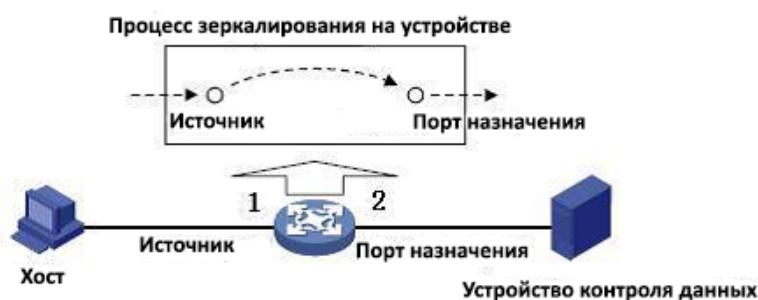 Процесс зеркалирования на устройстве
Источник
Порт назначения
1
2
Источник
Порт назначения
Хост
Устройство контроля данных